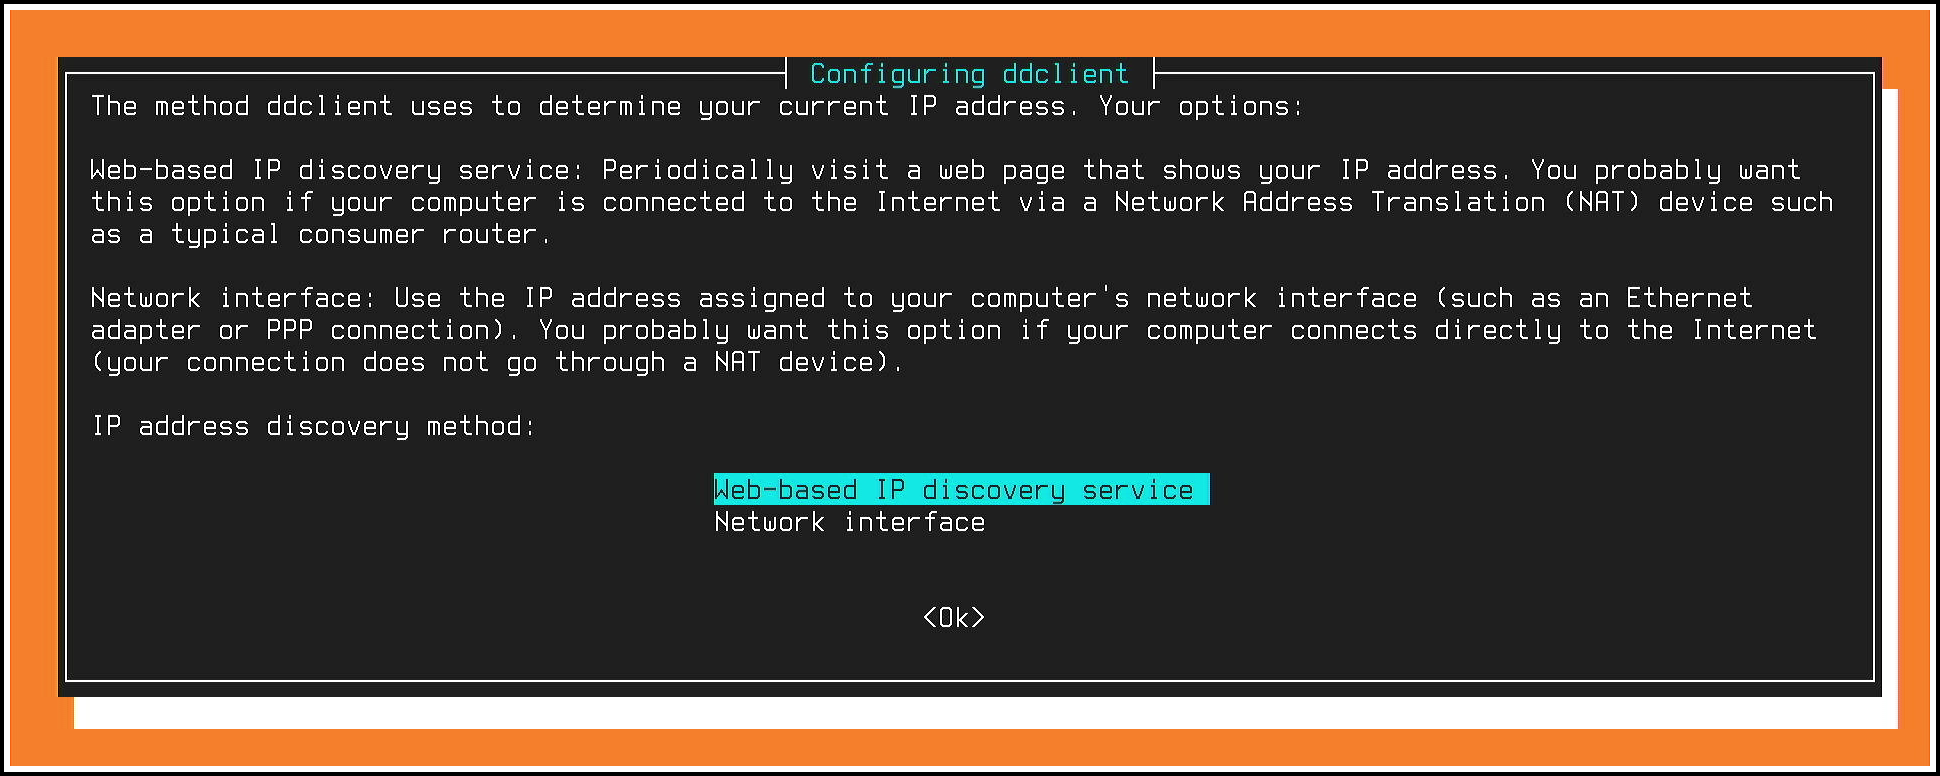 Configuring ddclient
The method ddclient uses to determine your current IP address. Your options:
Web-based IP discovery service: Periodically visit a web page that shows your IP address. You probably want
this option if your computer is connected to the Internet via a Network Address Translation (NAT) device such
as a typical consumer router.
Network interface: Use the IP address assigned to your computer's network interface (such as an Ethernet
adapter or PPP connection). You probably want this option if your computer connects directly to the Internet
(your connection does not go through a NAT device).
IP address discovery method:
Web-based IP discovery service
Network interface
<Ok>